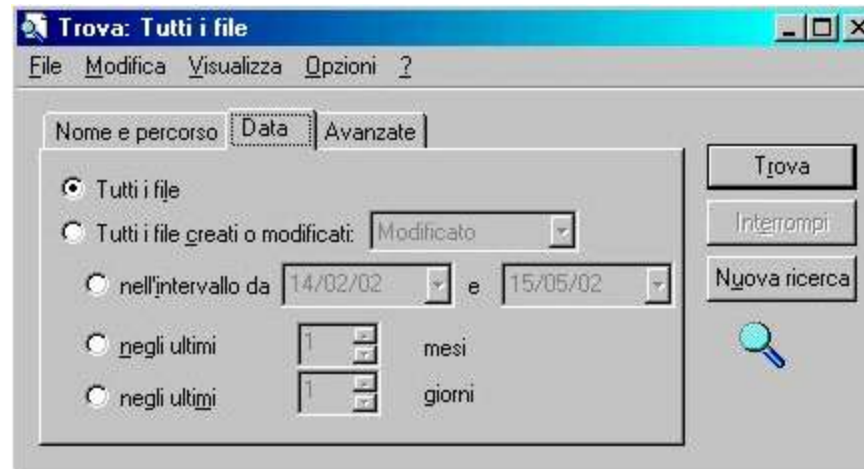 Trova: Tutti i file
File Modifica Visualizza Opzioni ?
Nome e percorso Data Avanzate
Tutti i file
Tutti i file creati o modificati: Modificato
nell'intervallo da 14/02/02 e 15/05/02
negli ultimi 1 mesi
negli ultimi 1 giorni
Trova
Interrompi
Nuova ricerca